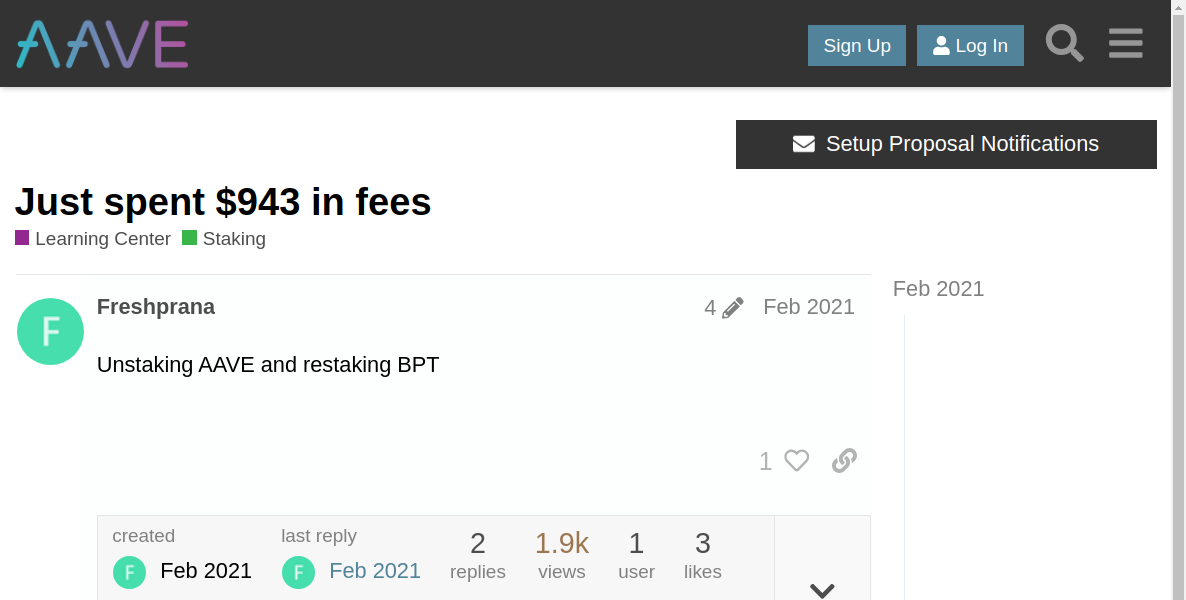 AAVE
Sign Up
Log In
Setup Proposal Notifications
Just spent $943 in fees
Learning Center Staking
Feb 2021
F
Freshprana
4
Feb 2021
Unstaking AAVE and restaking BPT
1
created
F
Feb 2021
last reply
F
Feb 2021
2
replies
1.9k
views
1
user
3
likes